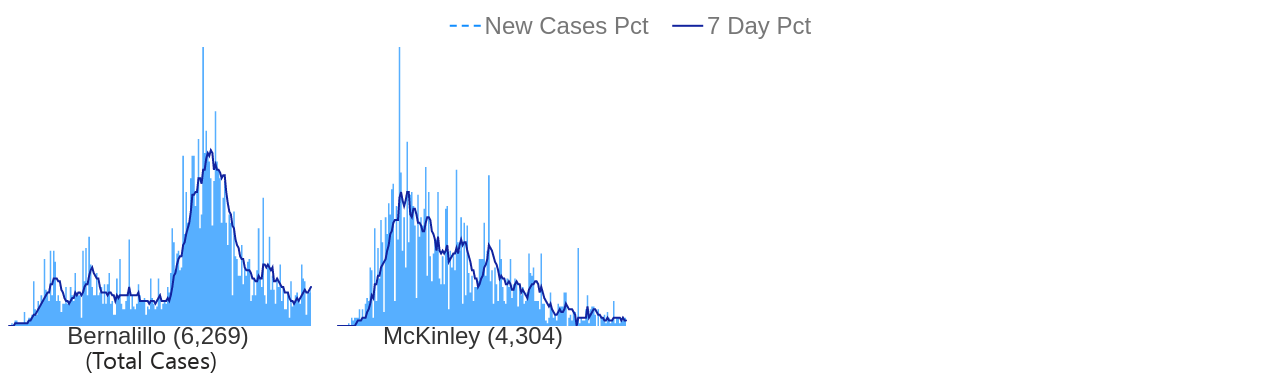 New Cases Pct 7 Day Pct
Bernalillo (6,269) McKinley (4,304)
(Total Cases)